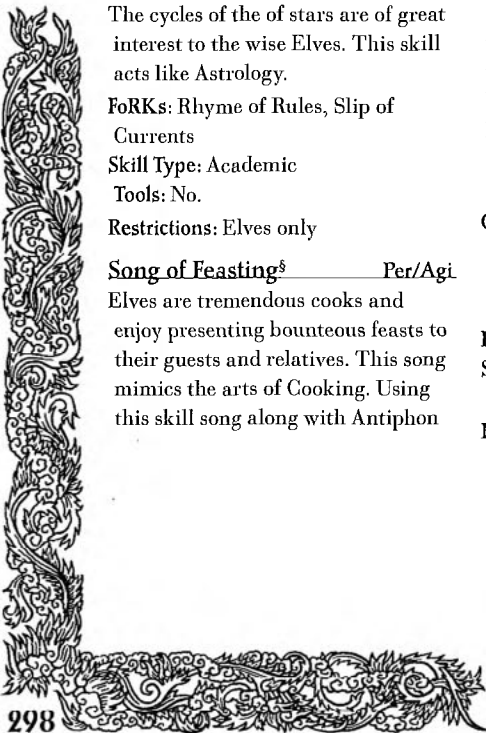 The cycles of the of stars are of great
interest to the wise Elves. This skill
acts like Astrology.
FoRKs: Rhyme of Rules, Slip of
Currents
Skill Type: Academic
Tools: No.
Restrictions: Elves only
Song of Feasting§ Per/Agi
Elves are tremendous cooks and
enjoy presenting bounteous feasts to
their guests and relatives. This song
mimics the arts of Cooking. Using
this skill song along with Antiphon
298